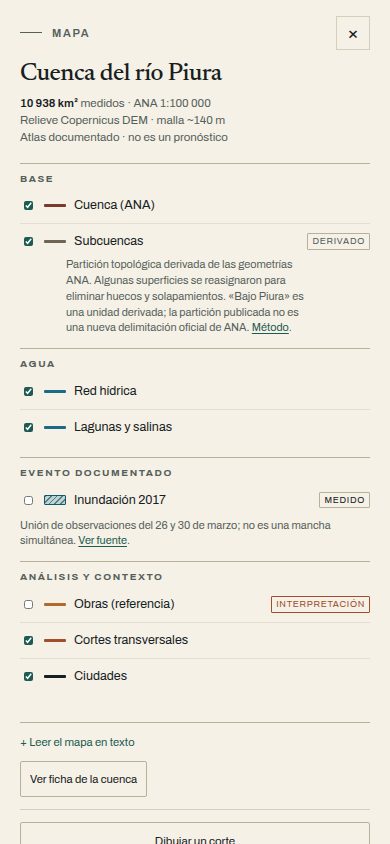 MAPA
×
Cuenca del río Piura
10 938 km² medidos · ANA 1:100 000
Relieve Copernicus DEM · malla ~140 m
Atlas documentado · no es un pronóstico
BASE
Cuenca (ANA)
Subcuencas
DERIVADO
Partición topológica derivada de las geometrías
ANA. Algunas superficies se reasignaron para
eliminar huecos y solapamientos. «Bajo Piura» es
una unidad derivada; la partición publicada no es
una nueva delimitación oficial de ANA. Método.
AGUA
Red hídrica
Lagunas y salinas
EVENTO DOCUMENTADO
Inundación 2017
MEDIDO
Unión de observaciones del 26 y 30 de marzo; no es una mancha
simultánea. Ver fuente.
ANÁLISIS Y CONTEXTO
Obras (referencia)
INTERPRETACIÓN
Cortes transversales
Ciudades
+ Leer el mapa en texto
Ver ficha de la cuenca
Dibujar un corte